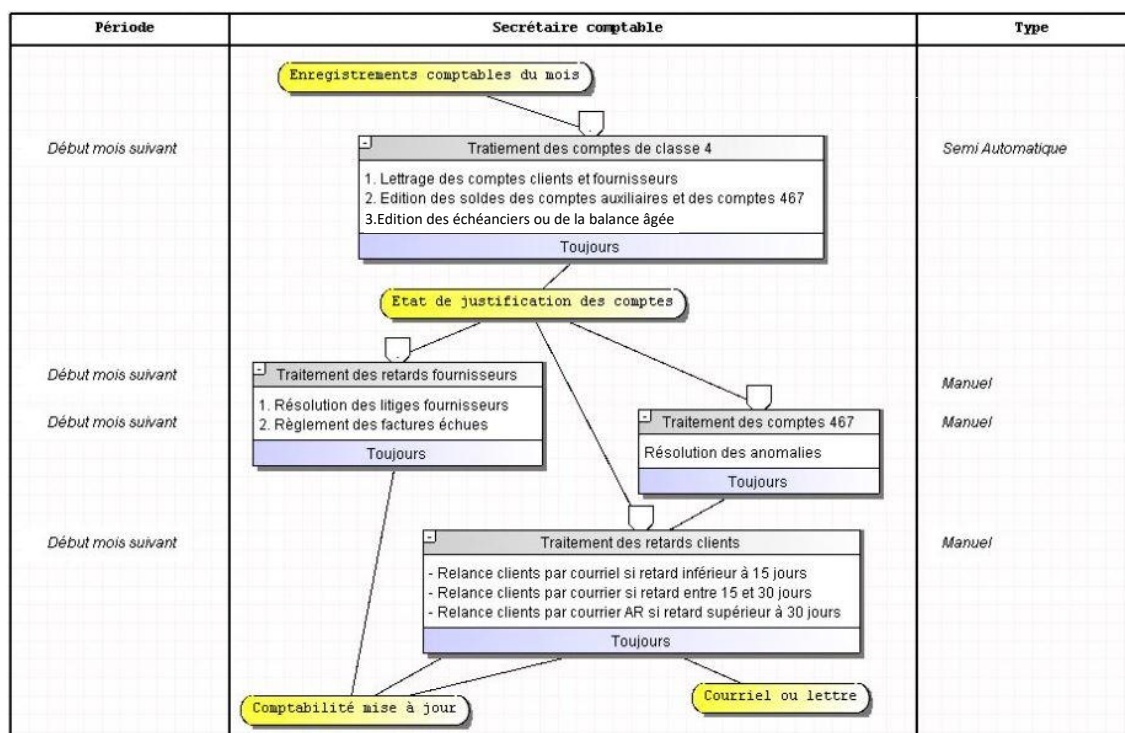 Période
Secrétaire comptable
Type
Enregistrements comptables du mois
Début mois suivant
Tratiement des comptes de classe 4
Semi Automatique
1. Lettrage des comptes clients et fournisseurs
2. Edition des soldes des comptes auxiliaires et des comptes 467
3.Edition des échéanciers ou de la balance âgée
Toujours
Etat de justification des comptes
Début mois suivant
Traitement des retards fournisseurs
Manuel
1. Résolution des litiges fournisseurs
2. Règlement des factures échues
Toujours
Début mois suivant
Traitement des comptes 467
Manuel
Résolution des anomalies
Toujours
Début mois suivant
Traitement des retards clients
Manuel
- Relance clients par courriel si retard inférieur à 15 jours
- Relance clients par courrier si retard entre 15 et 30 jours
- Relance clients par courrier AR si retard supérieur à 30 jours
Toujours
Comptabilité mise à jour
Courriel ou lettre